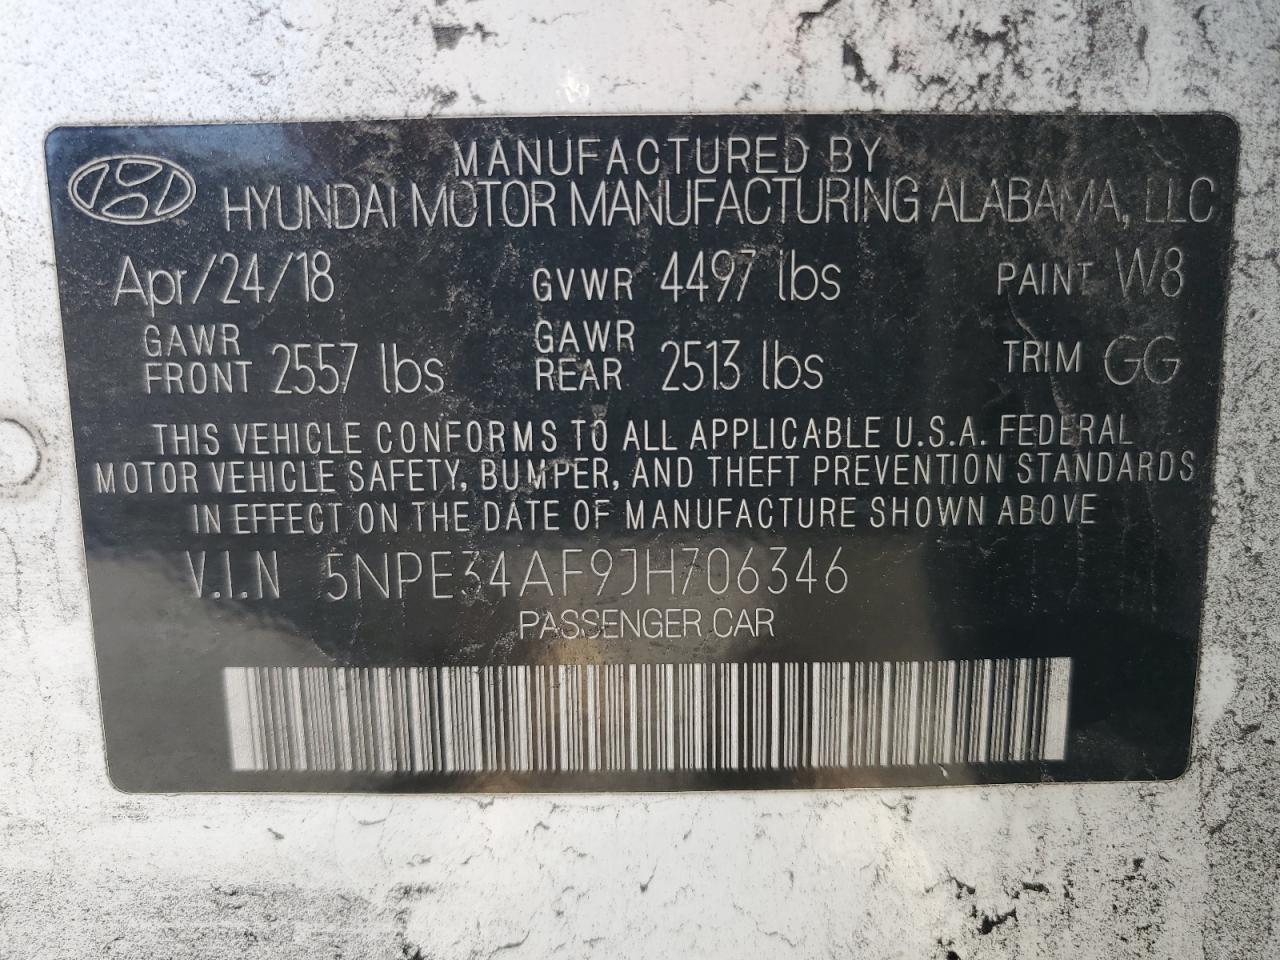 MANUFACTURED BY
HYUNDAI MOTOR MANUFACTURING ALABAMA, LLC
Apr/24/18 GVWR 4497 lbs PAINT W8
GAWR FRONT 2557 lbs GAWR REAR 2513 lbs TRIM GG
THIS VEHICLE CONFORMS TO ALL APPLICABLE U.S.A. FEDERAL
MOTOR VEHICLE SAFETY, BUMPER, AND THEFT PREVENTION STANDARDS
IN EFFECT ON THE DATE OF MANUFACTURE SHOWN ABOVE
V.I.N 5NPE34AF9JH706346
PASSENGER CAR